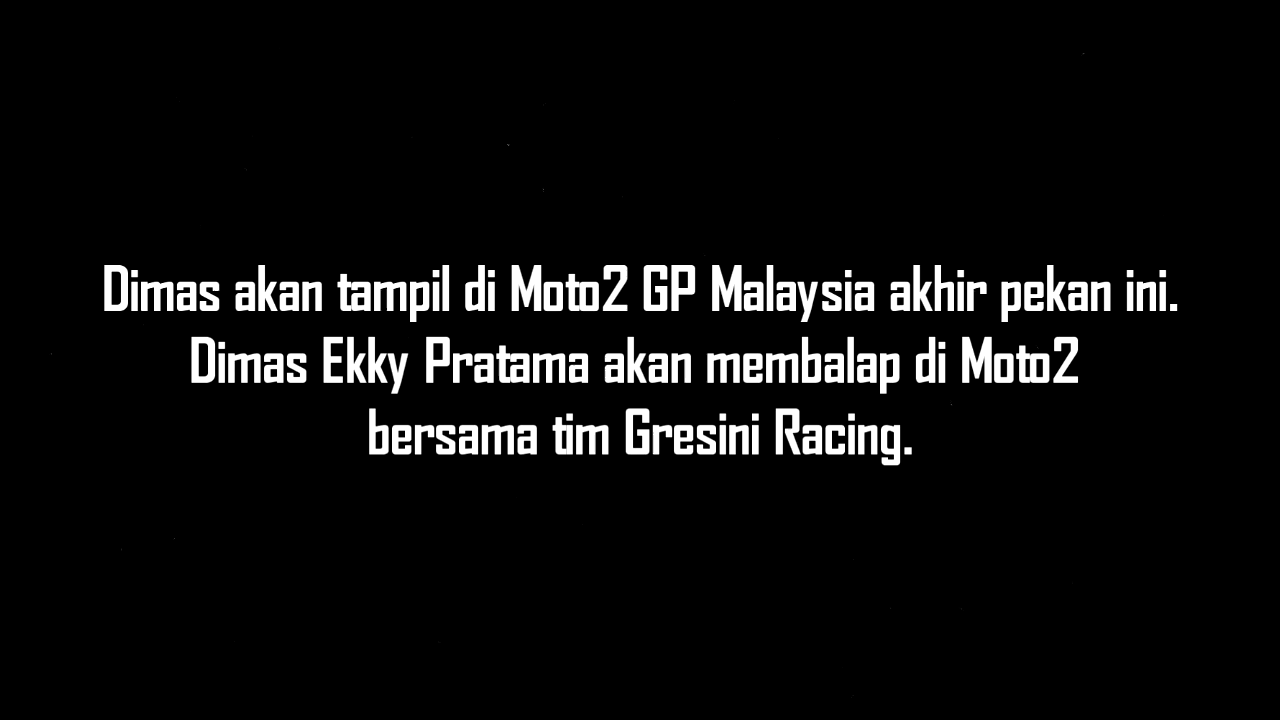 Dimas akan tampil di Moto2 GP Malaysia akhir pekan ini.
Dimas Ekky Pratama akan membalap di Moto2
bersama tim Gresini Racing.